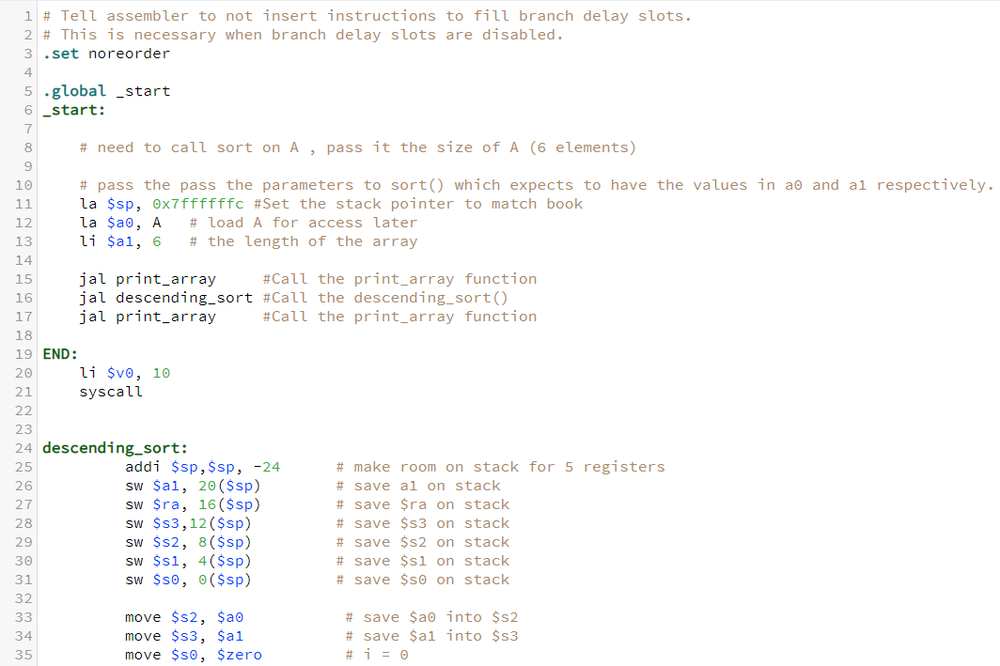 1 # Tell assembler to not insert instructions to fill branch delay slots.
2 # This is necessary when branch delay slots are disabled.
3 .set noreorder
4
5 .global _start
6 _start:
7
8     # need to call sort on A , pass it the size of A (6 elements)
9
10     # pass the pass the parameters to sort() which expects to have the values in a0 and a1 respectively.
11     la $sp, 0x7ffffffc #Set the stack pointer to match book
12     la $a0, A   # load A for access later
13     li $a1, 6   # the length of the array
14
15     jal print_array     #Call the print_array function
16     jal descending_sort #Call the descending_sort()
17     jal print_array     #Call the print_array function
18
19 END:
20     li $v0, 10
21     syscall
22
23
24 descending_sort:
25          addi $sp,$sp, -24      # make room on stack for 5 registers
26          sw $a1, 20($sp)        # save a1 on stack
27          sw $ra, 16($sp)        # save $ra on stack
28          sw $s3,12($sp)         # save $s3 on stack
29          sw $s2, 8($sp)         # save $s2 on stack
30          sw $s1, 4($sp)         # save $s1 on stack
31          sw $s0, 0($sp)         # save $s0 on stack
32
33          move $s2, $a0           # save $a0 into $s2
34          move $s3, $a1           # save $a1 into $s3
35          move $s0, $zero         # i = 0